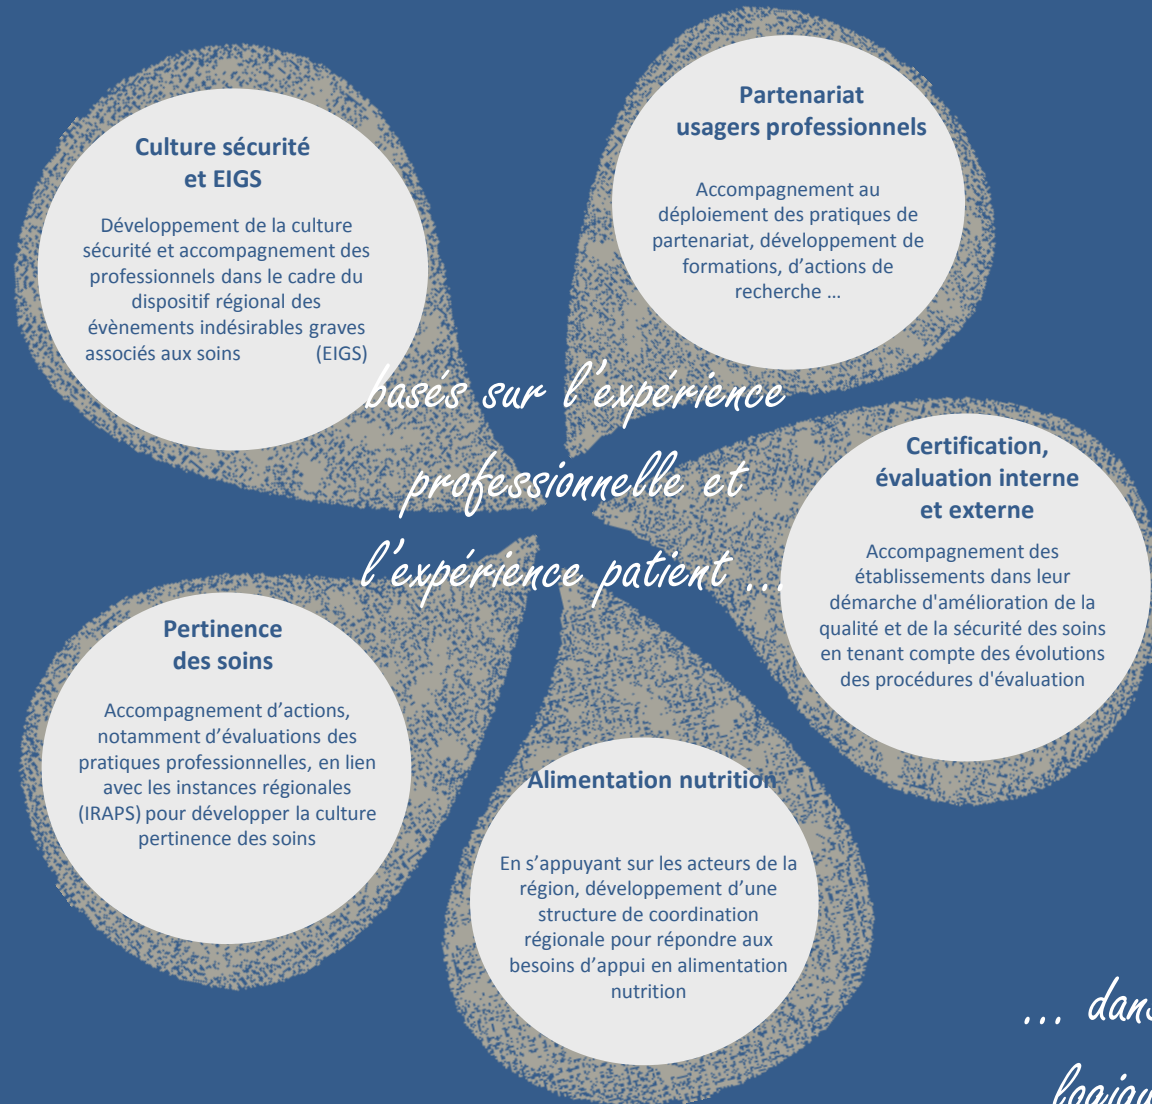 Culture sécurité
et EIGS
Développement de la culture
sécurité et accompagnement des
professionnels dans le cadre du
dispositif régional des
évènements indésirables graves
associés aux soins (EIGS)
Partenariat
usagers professionnels
Accompagnement au
déploiement des pratiques de
partenariat, développement de
formations, d’actions de
recherche …
basés sur l’expérience
professionnelle et
l’expérience patient …
Certification,
évaluation interne
et externe
Accompagnement des
établissements dans leur
démarche d'amélioration de la
qualité et de la sécurité des soins
en tenant compte des évolutions
des procédures d'évaluation
Pertinence
des soins
Accompagnement d’actions,
notamment d’évaluations des
pratiques professionnelles, en lien
avec les instances régionales
(IRAPS) pour développer la culture
pertinence des soins
Alimentation nutrition
En s’appuyant sur les acteurs de la
région, développement d’une
structure de coordination
régionale pour répondre aux
besoins d’appui en alimentation
nutrition
… dans